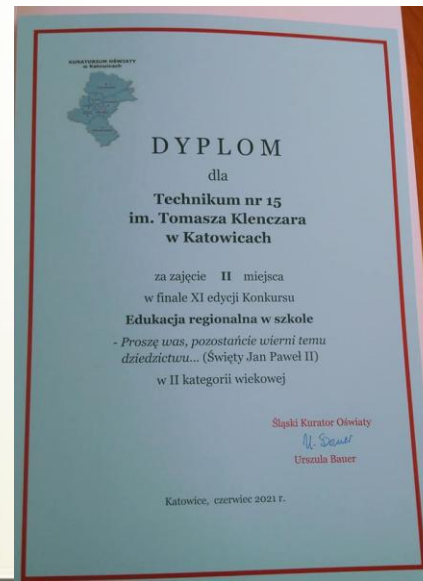 KURATORIUM OŚWIATY
w Katowicach
DYPLOM
dla
Technikum nr 15
im. Tomasza Klenczara
w Katowicach
za zajęcie II miejsca
w finale XI edycji Konkursu
Edukacja regionalna w szkole
- Proszę was, pozostańcie wierni temu
dziedzictwu... (Święty Jan Paweł II)
w II kategorii wiekowej
Śląski Kurator Oświaty
U. Bauer
Urszula Bauer
Katowice, czerwiec 2021 r.